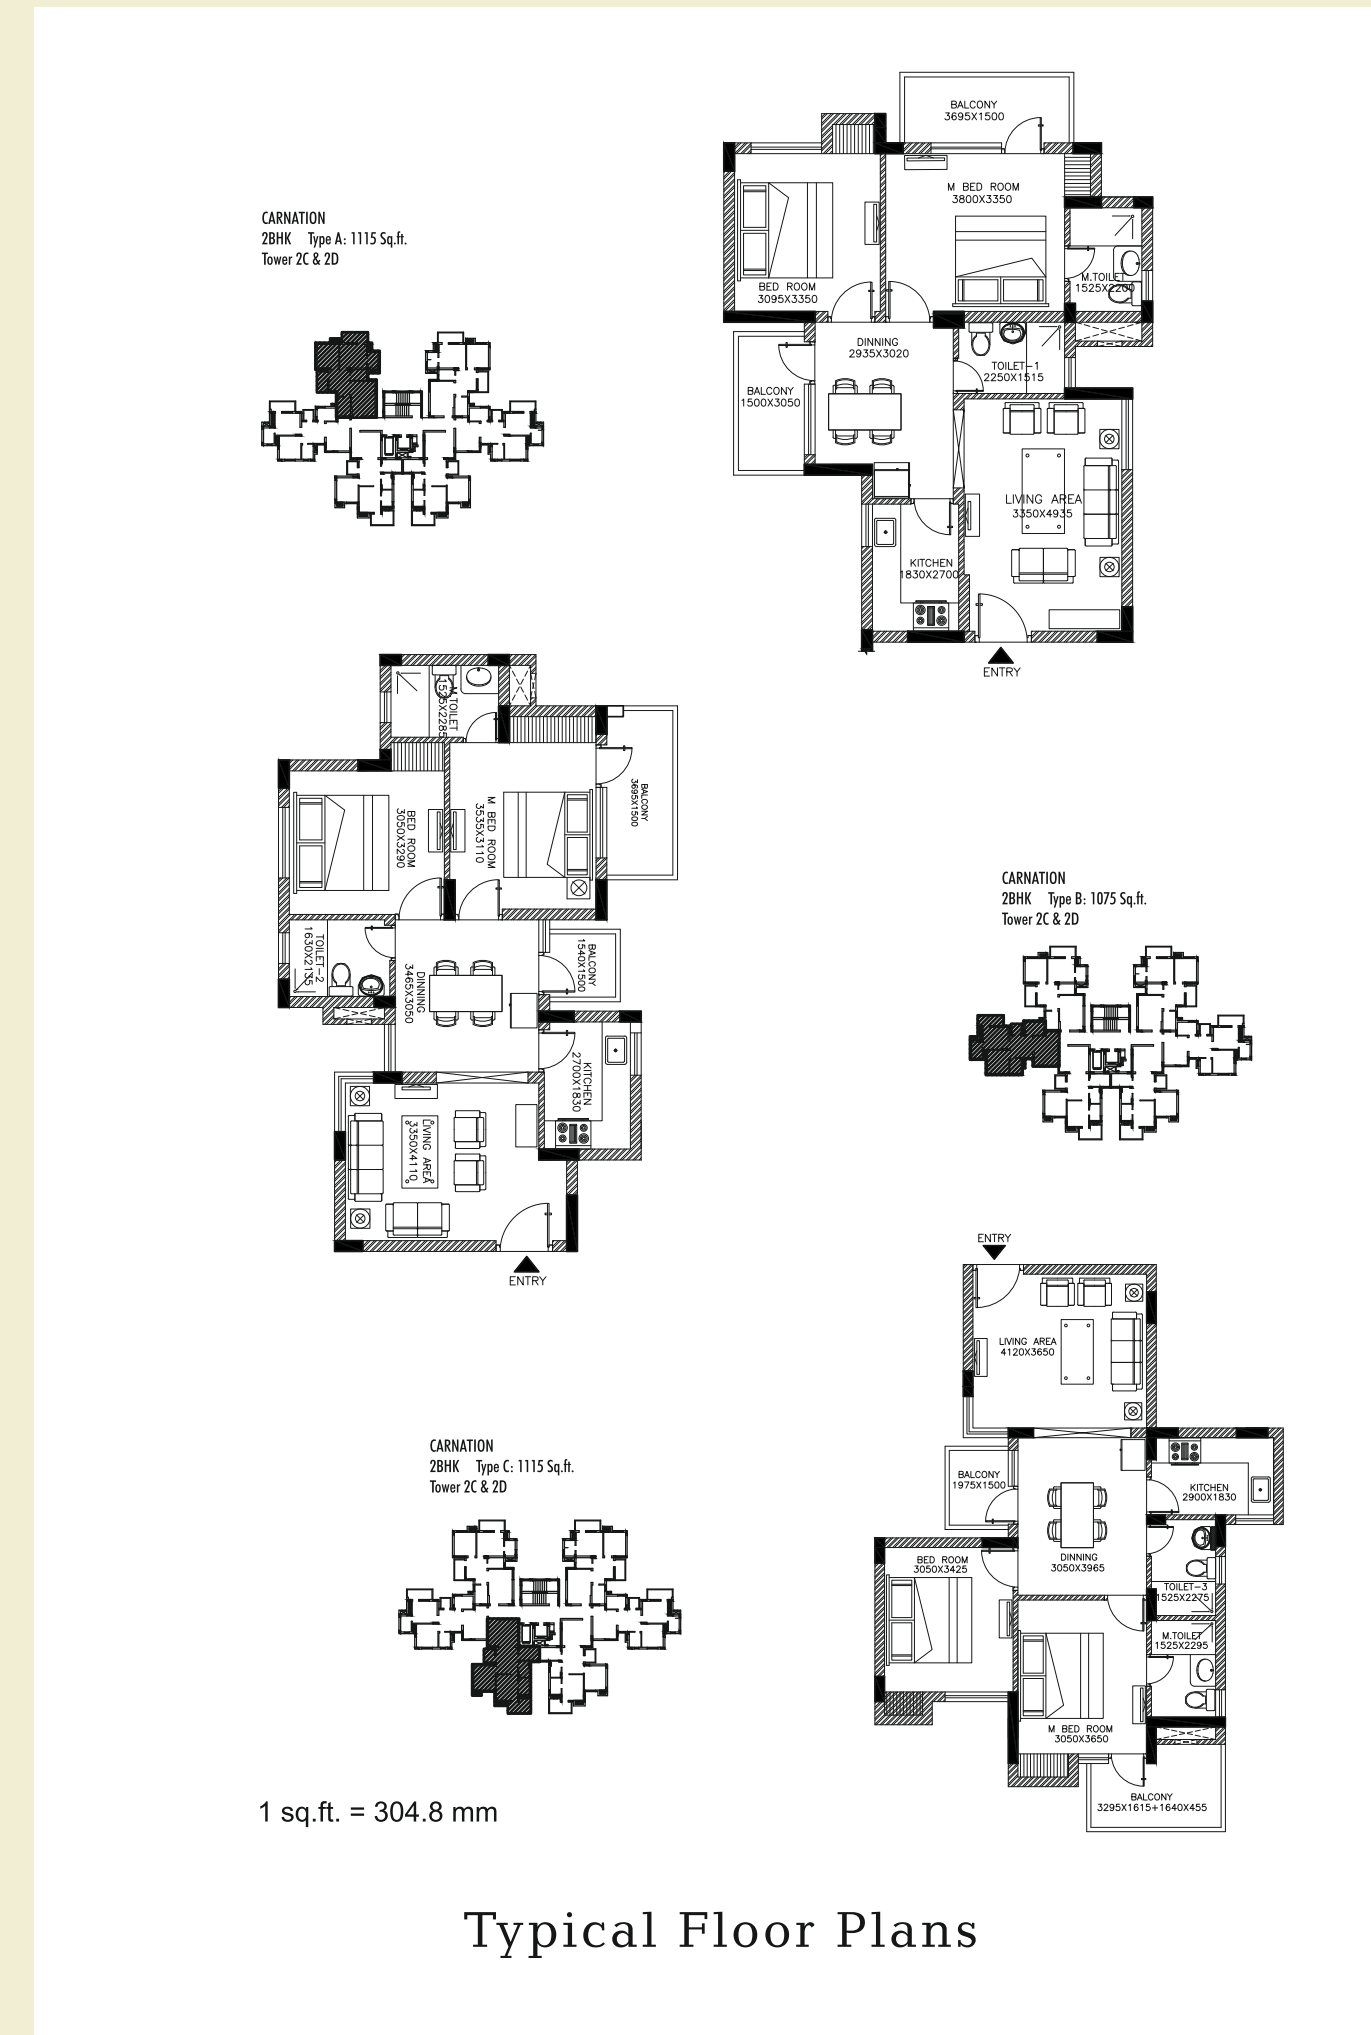 BALCONY
3695X1500
M BED ROOM
3800X3350
BED ROOM
3095X3350
M.TOILET
1525X2200
DINNING
2935X3020
TOILET-1
2250X1515
BALCONY
1500X3050
LIVING AREA
3350X4935
KITCHEN
1830X2700
ENTRY
CARNATION
2BHK Type A: 1115 Sq.ft.
Tower 2C & 2D
M.TOILET
1525X2285
BALCONY
3695X1500
M BED ROOM
3535X3110
BED ROOM
3050X3290
TOILET-2
1630X2135
DINNING
3465X3050
BALCONY
1540X1500
KITCHEN
2700X1830
LIVING AREA
3350X4110
ENTRY
CARNATION
2BHK Type B: 1075 Sq.ft.
Tower 2C & 2D
ENTRY
LIVING AREA
4120X3650
BALCONY
1975X1500
KITCHEN
2900X1830
BED ROOM
3050X3425
DINNING
3050X3965
TOILET-3
1525X2275
M.TOILET
1525X2295
M BED ROOM
3050X3650
BALCONY
3295X1615+1640X455
CARNATION
2BHK Type C: 1115 Sq.ft.
Tower 2C & 2D
1 sq.ft. = 304.8 mm
Typical Floor Plans